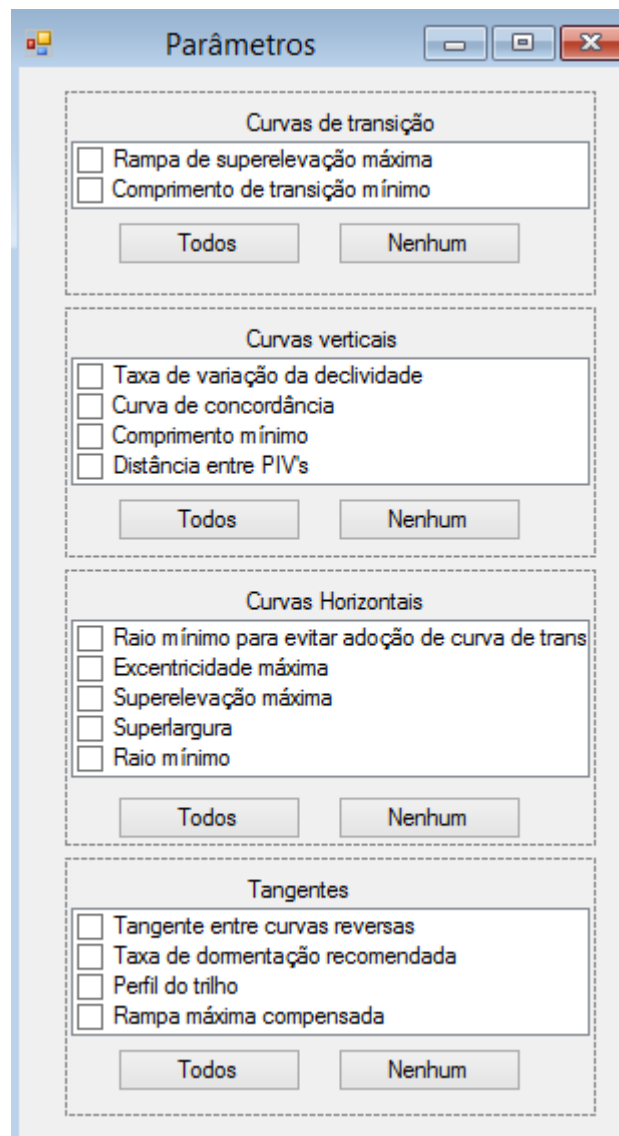 Parâmetros
Curvas de transição
Rampa de superelevação máxima
Comprimento de transição mínimo
Todos Nenhum
Curvas verticais
Taxa de variação da declividade
Curva de concordância
Comprimento mínimo
Distância entre PIV's
Todos Nenhum
Curvas Horizontais
Raio mínimo para evitar adoção de curva de trans
Excentricidade máxima
Superelevação máxima
Superlargura
Raio mínimo
Todos Nenhum
Tangentes
Tangente entre curvas reversas
Taxa de dormentação recomendada
Perfil do trilho
Rampa máxima compensada
Todos Nenhum